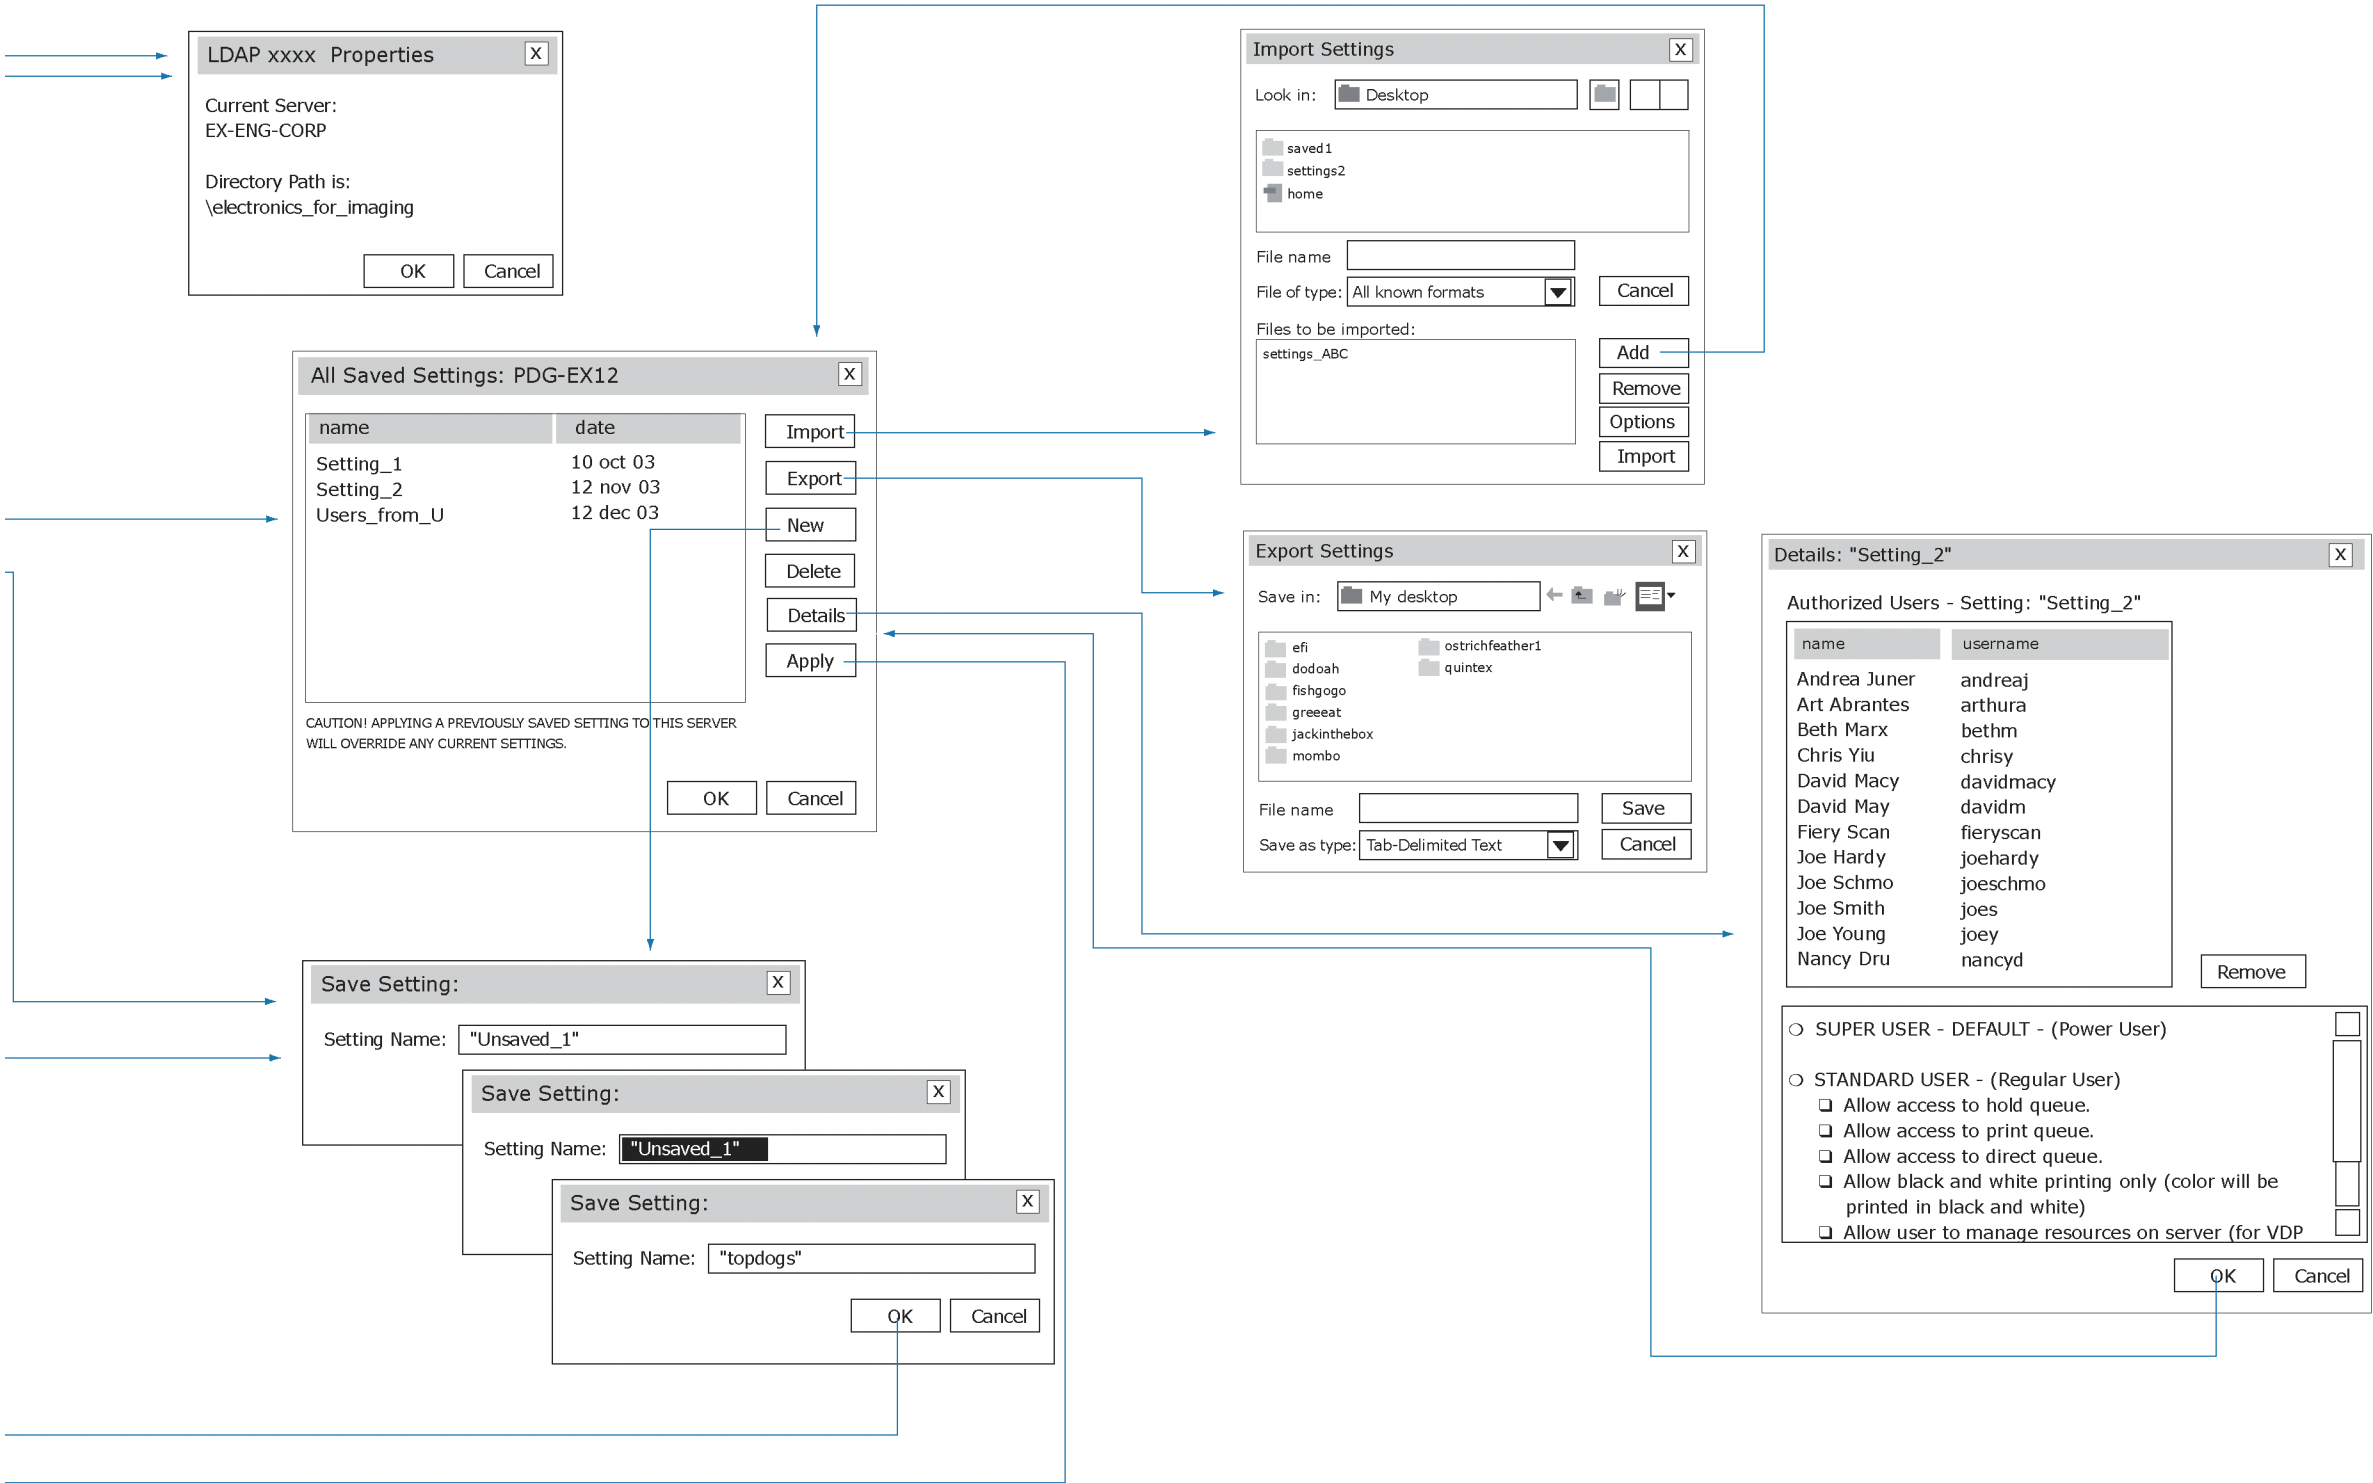 LDAP xxxx  Properties
X
Current Server:
EX-ENG-CORP
Directory Path is:
\electronics_for_imaging
OK
Cancel
Import Settings
X
Look in:
Desktop
saved1
settings2
home
File name
File of type:
All known formats
Cancel
Files to be imported:
settings_ABC
Add
Remove
Options
Import
All Saved Settings: PDG-EX12
X
name
date
Setting_1
10 oct 03
Setting_2
12 nov 03
Users_from_U
12 dec 03
Import
Export
New
Delete
Details
Apply
CAUTION! APPLYING A PREVIOUSLY SAVED SETTING TO THIS SERVER
WILL OVERRIDE ANY CURRENT SETTINGS.
OK
Cancel
Export Settings
X
Save in:
My desktop
efi
dodoah
fishgogo
greeeat
jackinthebox
mombo
ostrichfeather1
quintex
File name
Save
Save as type:
Tab-Delimited Text
Cancel
Details: "Setting_2"
X
Authorized Users - Setting: "Setting_2"
name
username
Andrea Juner
andreaj
Art Abrantes
arthura
Beth Marx
bethm
Chris Yiu
chrisy
David Macy
davidmacy
David May
davidm
Fiery Scan
fieryscan
Joe Hardy
joehardy
Joe Schmo
joeschmo
Joe Smith
joes
Joe Young
joey
Nancy Dru
nancyd
Remove
SUPER USER - DEFAULT - (Power User)
STANDARD USER - (Regular User)
Allow access to hold queue.
Allow access to print queue.
Allow access to direct queue.
Allow black and white printing only (color will be
printed in black and white)
Allow user to manage resources on server (for VDP
OK
Cancel
Save Setting:
X
Setting Name:
"Unsaved_1"
Save Setting:
X
Setting Name:
"Unsaved_1"
Save Setting:
X
Setting Name:
"topdogs"
OK
Cancel